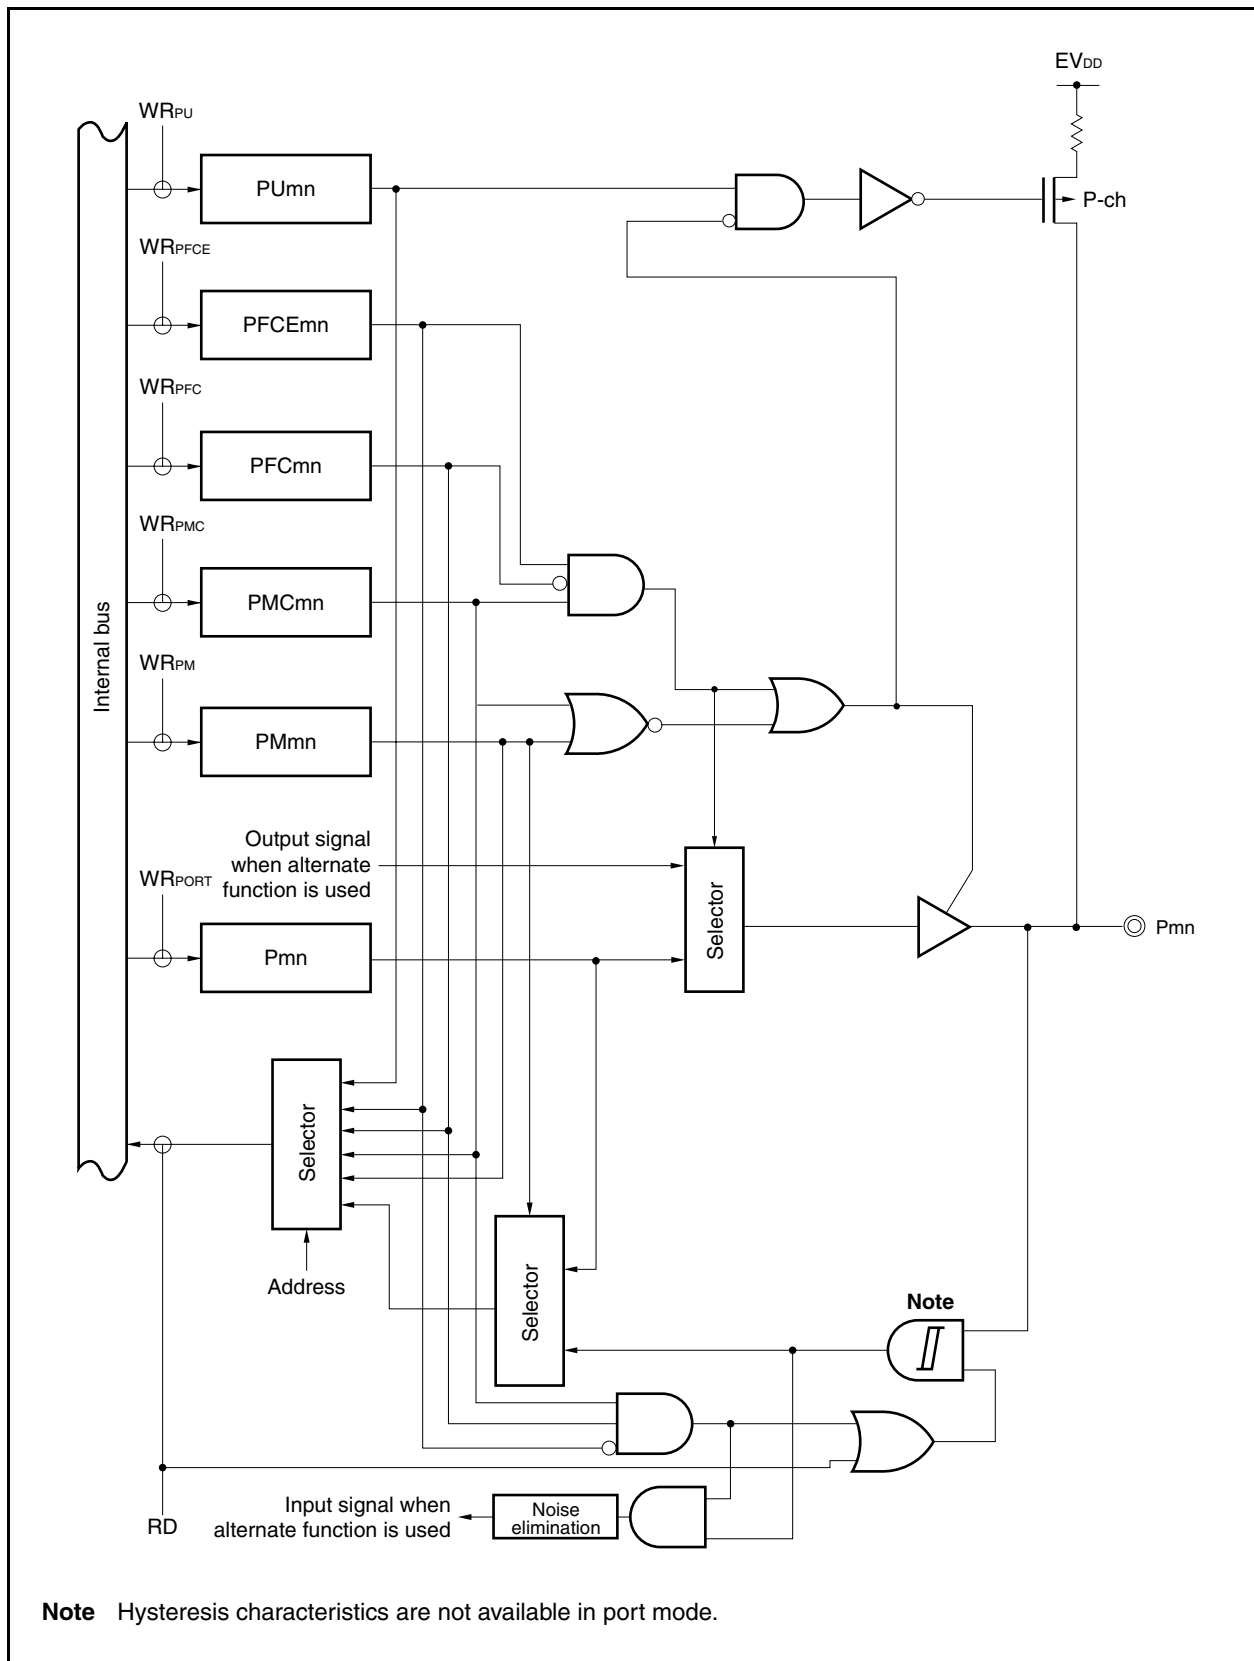 EVDD
WRPU
PUmn
P-ch
WRPFCE
PFCEmn
WRPFC
PFCmn
WRPMC
PMCmn
Internal bus
WRPM
PMmn
Output signal
when alternate
function is used
WRPORT
Pmn
Selector
Pmn
Selector
Address
Selector
Note
Input signal when
alternate function is used
Noise
elimination
RD
Note Hysteresis characteristics are not available in port mode.